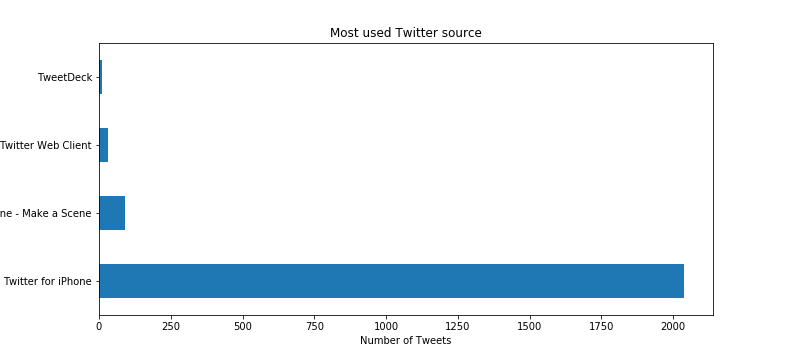 Most used Twitter source
TweetDeck
Twitter Web Client
ne - Make a Scene
Twitter for iPhone
0 250 500 750 1000 1250 1500 1750 2000
Number of Tweets